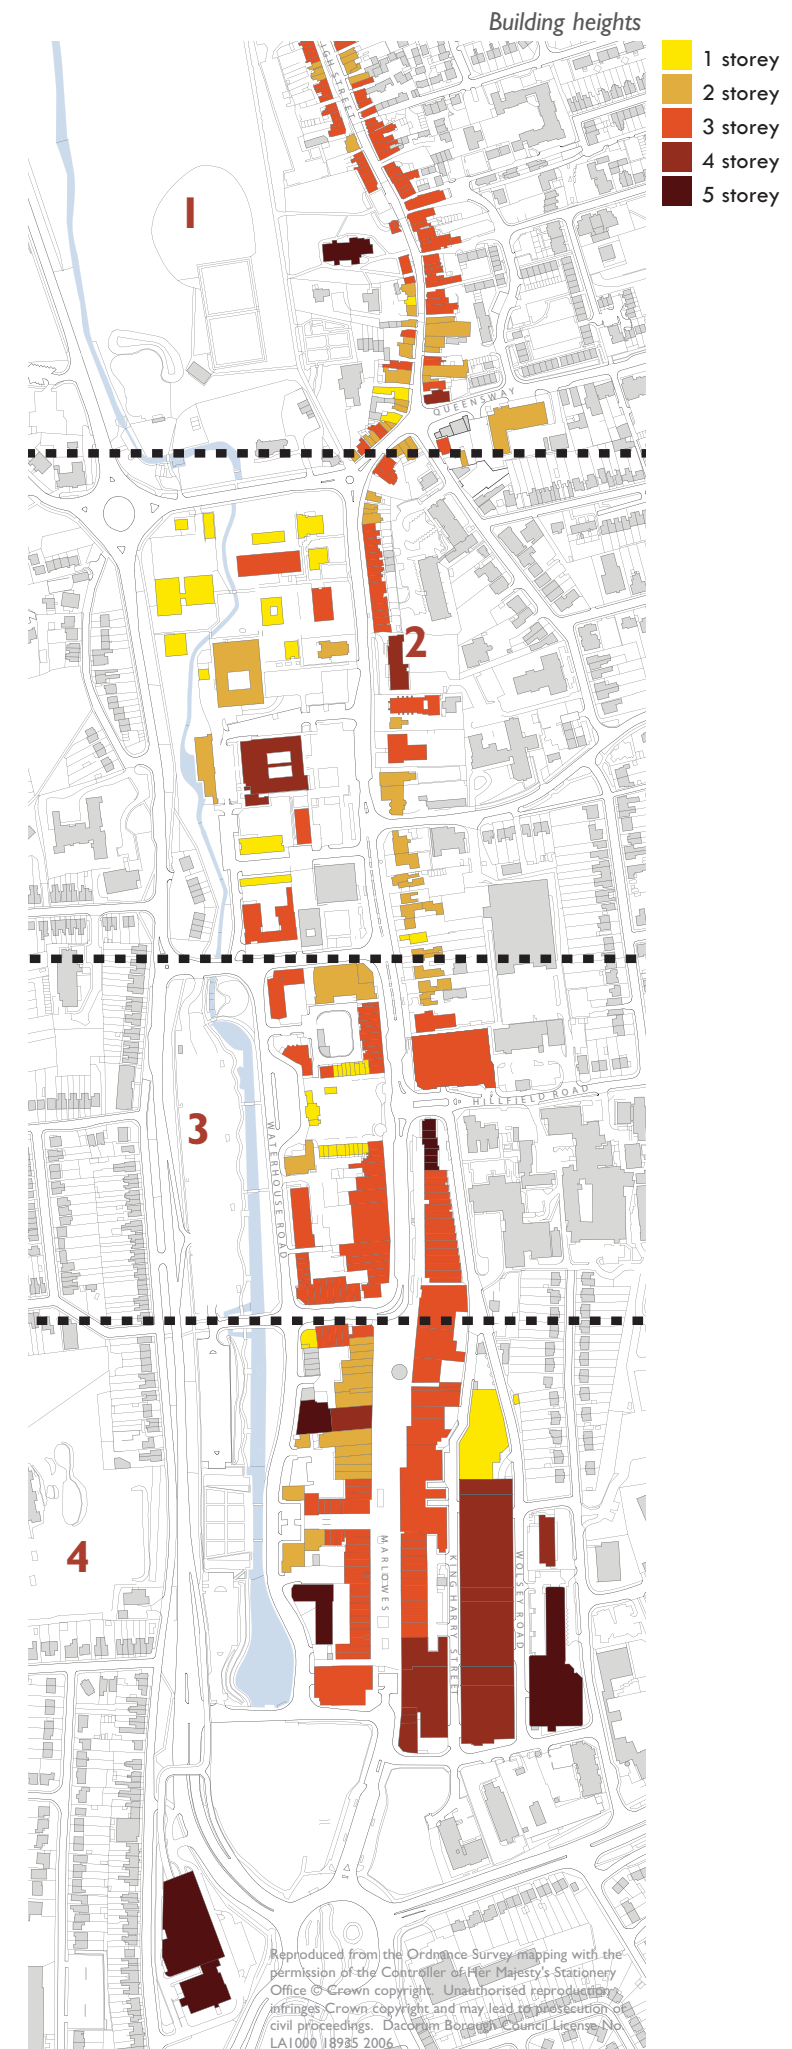 Building heights
1 storey
2 storey
3 storey
4 storey
5 storey
GH STREET
1
QUEENSWAY
2
HILLFIELD ROAD
3
WATERHOUSE ROAD
4
MARLOWES
KING HARRY STREET
WOLSEY ROAD
Reproduced from the Ordnance Survey mapping with the
permission of the Controller of Her Majesty's Stationery
Office © Crown copyright. Unauthorised reproduction
infringes Crown copyright and may lead to prosecution of
civil proceedings. Dacorum Borough Council License No.
LA1000 18935 2006